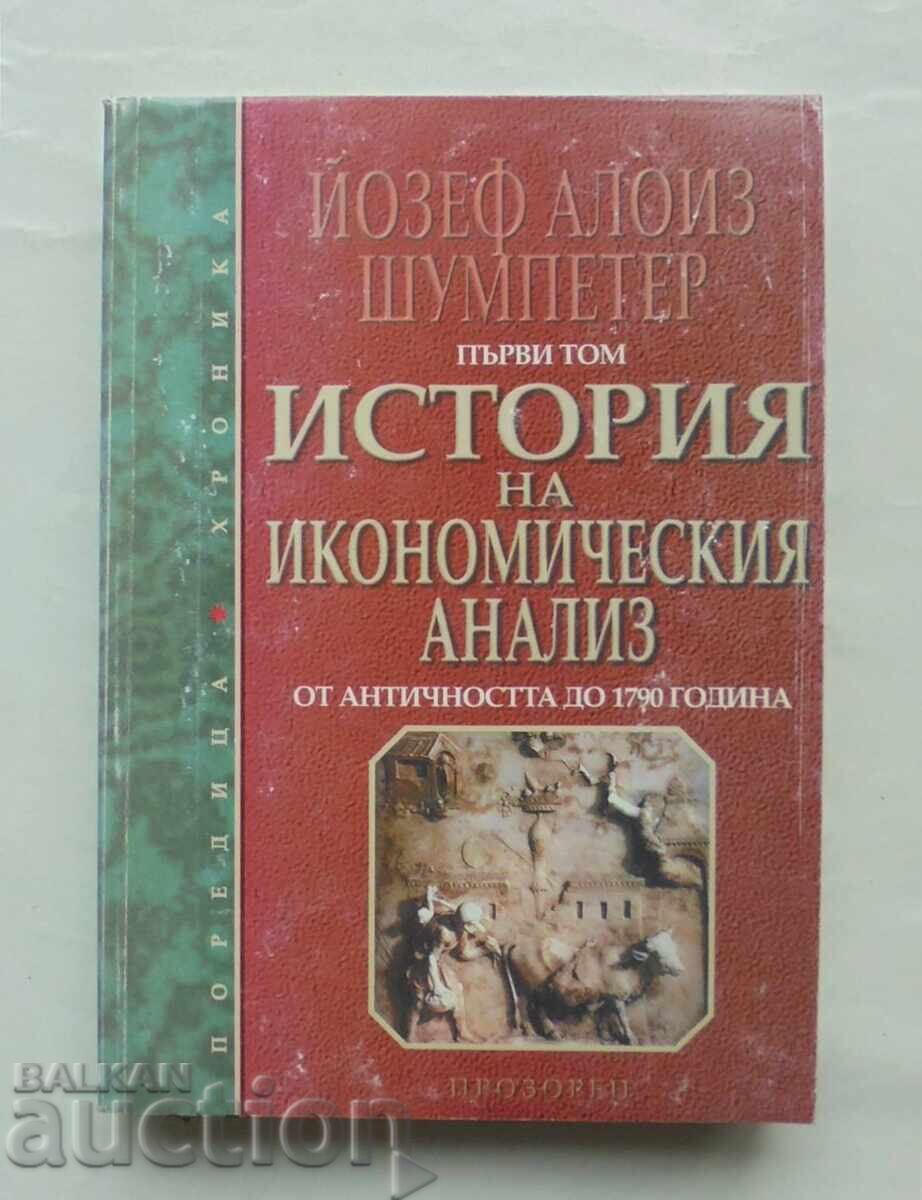 ЙОЗЕФ АЛОИЗ
ШУМПЕТЕР
ПЪРВИ ТОМ
ИСТОРИЯ
НА
ИКОНОМИЧЕСКИЯ
АНАЛИЗ
ОТ АНТИЧНОСТТА ДО 1790 ГОДИНА
ПРОЗОРЕЦ
ПОРЕДИЦА * ХРОНИКА
BALKAN
auction